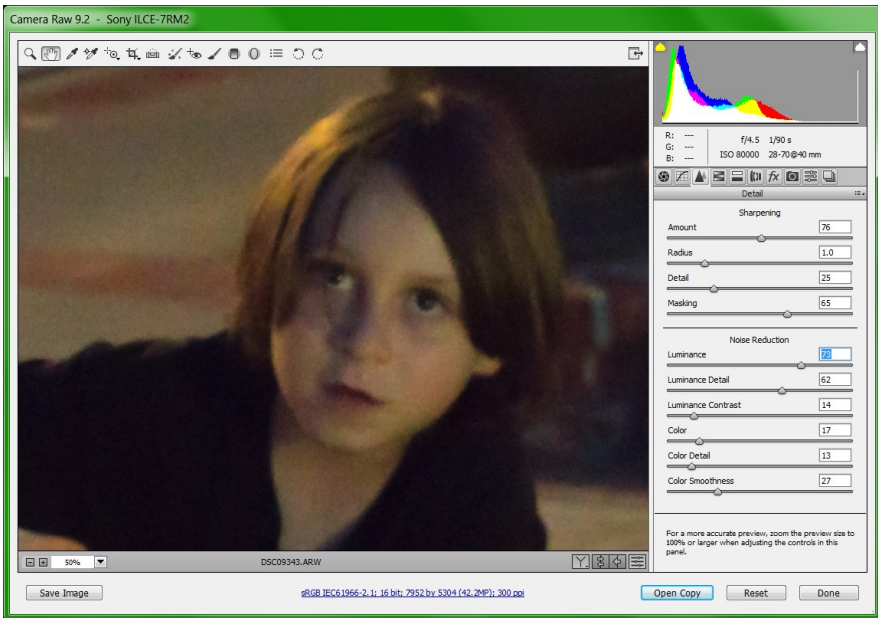 Camera Raw 9.2 - Sony ILCE-7RM2
R: ---
G: ---
B: ---
f/4.5 1/90 s
ISO 80000 28-70@40 mm
fx
Detail
Sharpening
Amount 76
Radius 1.0
Detail 25
Masking 65
Noise Reduction
Luminance 73
Luminance Detail 62
Luminance Contrast 14
Color 17
Color Detail 13
Color Smoothness 27
For a more accurate preview, zoom the preview size to
100% or larger when adjusting the controls in this
panel.
50%
DSC09343.ARW
Y
Save Image
sRGB IEC61966-2.1; 16 bit; 7952 by 5304 (42.2MP); 300 ppi
Open Copy
Reset
Done